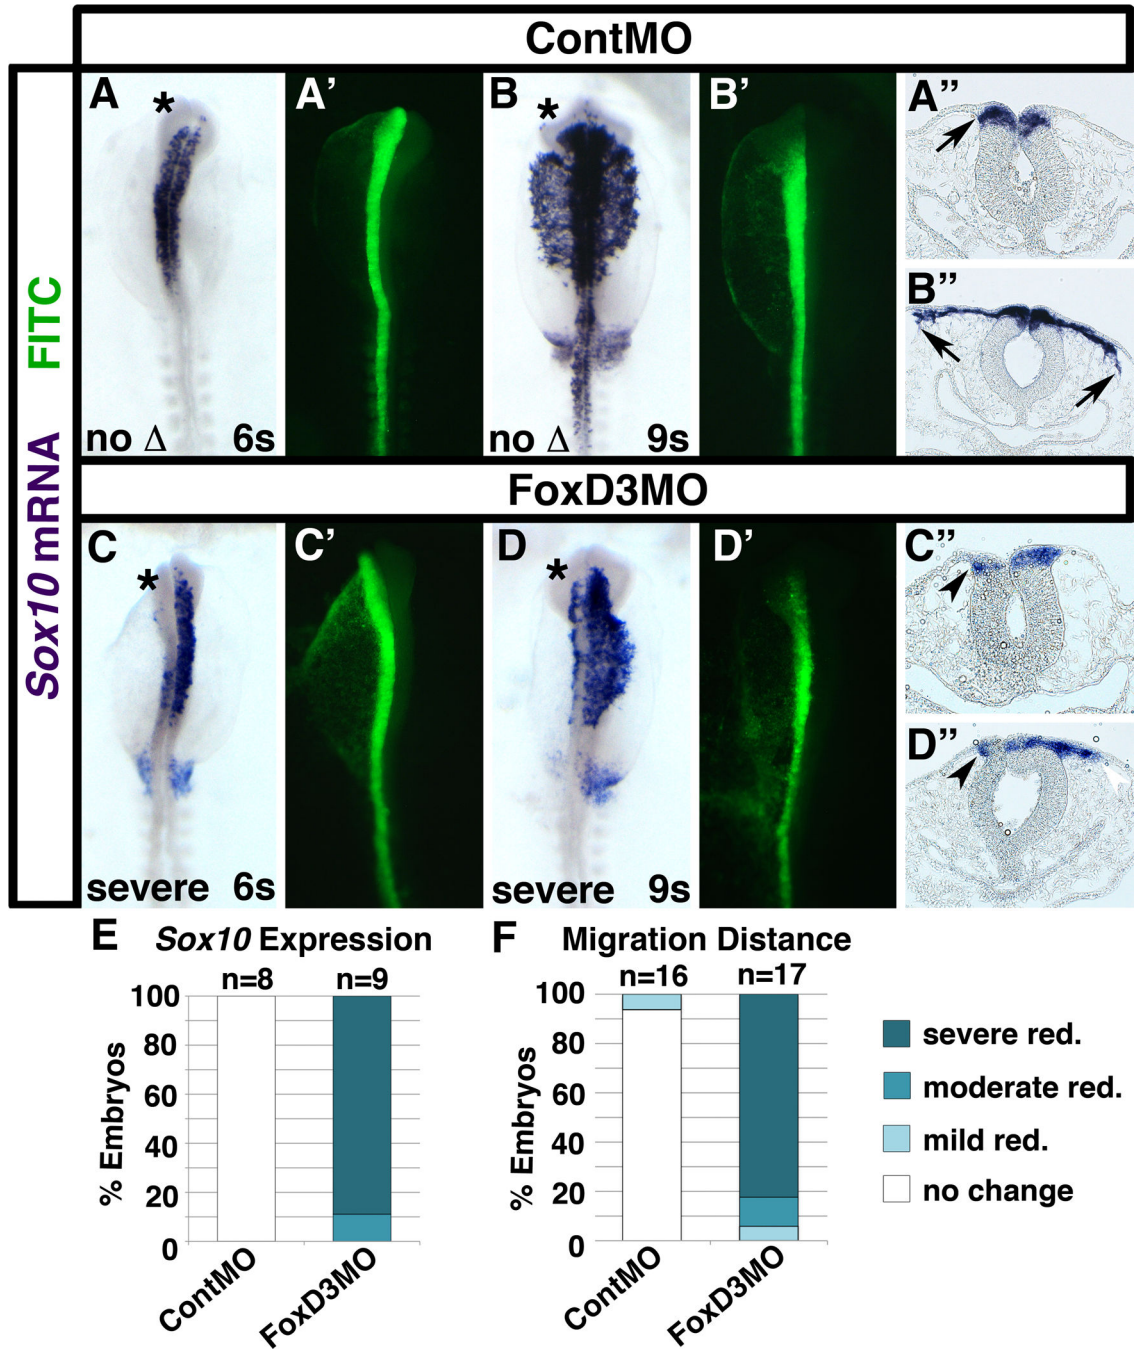 ContMO
Sox10 mRNA FITC
A
*
no Δ
6s
A’
B
*
no Δ
9s
B’
A”
B”
FoxD3MO
C
*
severe
6s
C’
D
*
severe
9s
D’
C”
D”
E
Sox10 Expression
n=8
n=9
% Embryos
100
80
60
40
20
0
ContMO
FoxD3MO
F
Migration Distance
n=16
n=17
% Embryos
100
80
60
40
20
0
ContMO
FoxD3MO
severe red.
moderate red.
mild red.
no change